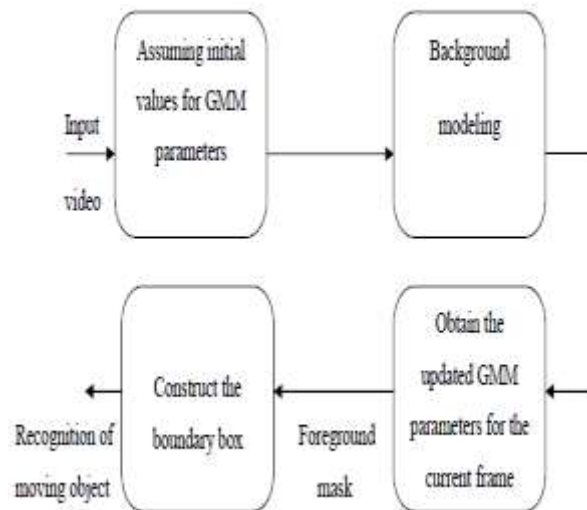 Assuming initial
values for GMM
parameters
Input
video
Background
modeling
Obtain the
updated GMM
parameters for the
current frame
Foreground
mask
Construct the
boundary box
Recognition of
moving object